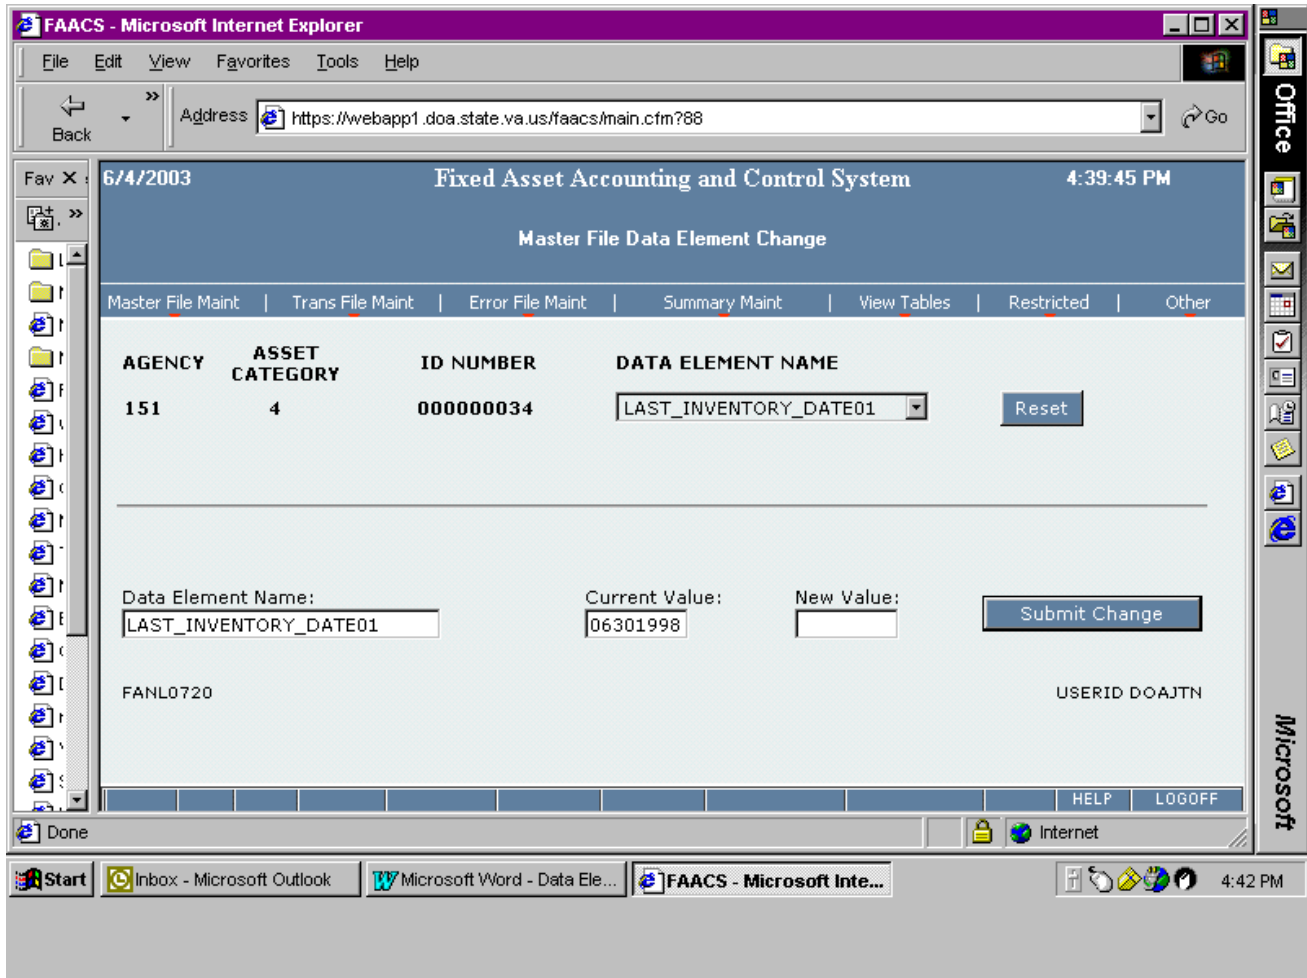 FAACS - Microsoft Internet Explorer
File Edit View Favorites Tools Help
Back » Address https://webapp1.doa.state.va.us/faacs/main.cfm?88 Go
Office
Fav X
6/4/2003 Fixed Asset Accounting and Control System 4:39:45 PM
Master File Data Element Change
Master File Maint | Trans File Maint | Error File Maint | Summary Maint | View Tables | Restricted | Other
AGENCY ASSET CATEGORY ID NUMBER DATA ELEMENT NAME
151 4 000000034 LAST_INVENTORY_DATE01 Reset
Data Element Name: Current Value: New Value:
LAST_INVENTORY_DATE01 06301998 Submit Change
FANL0720 USERID DOAJTN
HELP LOGOFF
Microsoft
Done Internet
Start Inbox - Microsoft Outlook Microsoft Word - Data Ele... FAACS - Microsoft Inte... 4:42 PM